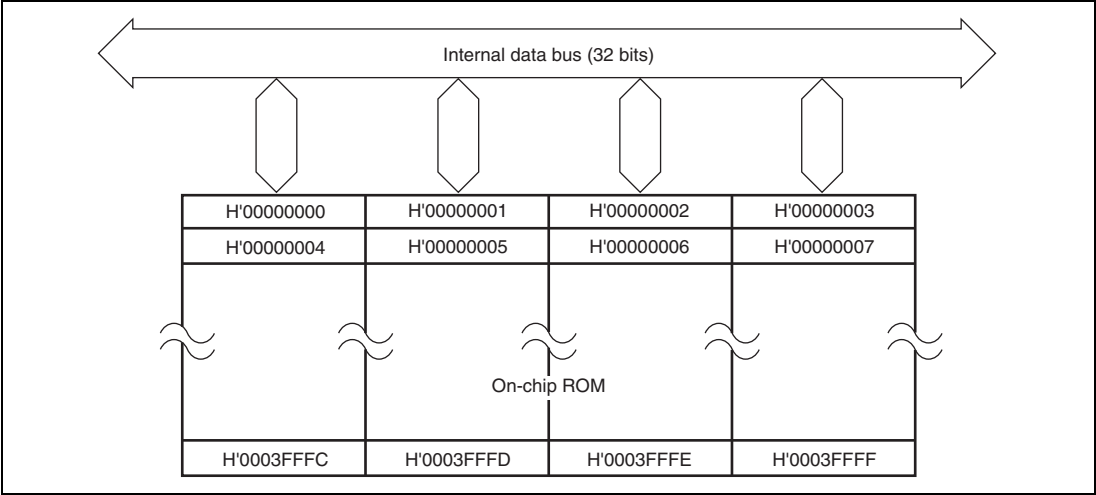 Internal data bus (32 bits)
H'00000000 H'00000001 H'00000002 H'00000003
H'00000004 H'00000005 H'00000006 H'00000007
On-chip ROM
H'0003FFFC H'0003FFFD H'0003FFFE H'0003FFFF